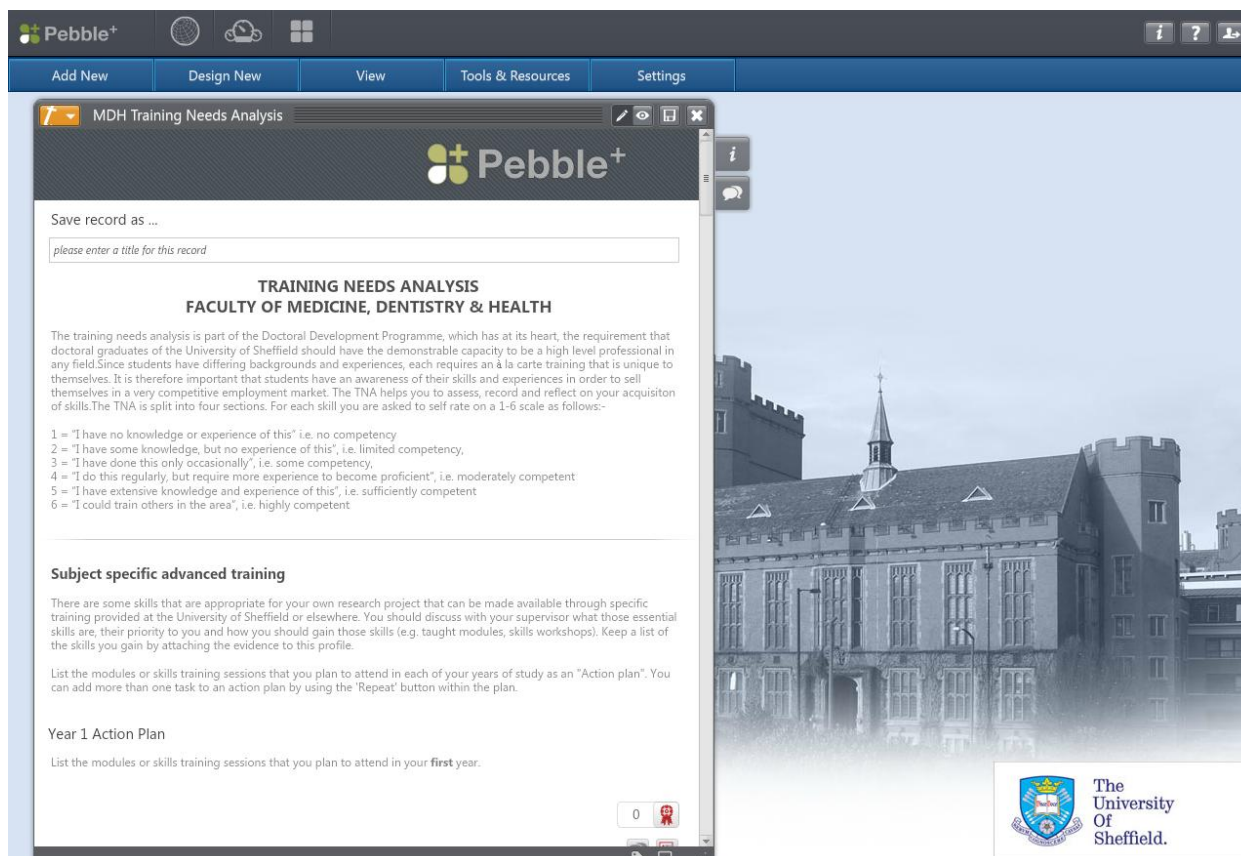 Pebble+
i ?
Add New Design New View Tools & Resources Settings
MDH Training Needs Analysis
Pebble+
i
Save record as ...
please enter a title for this record
TRAINING NEEDS ANALYSIS
FACULTY OF MEDICINE, DENTISTRY & HEALTH
The training needs analysis is part of the Doctoral Development Programme, which has at its heart, the requirement that
doctoral graduates of the University of Sheffield should have the demonstrable capacity to be a high level professional in
any field.Since students have differing backgrounds and experiences, each requires an à la carte training that is unique to
themselves. It is therefore important that students have an awareness of their skills and experiences in order to sell
themselves in a very competitive employment market. The TNA helps you to assess, record and reflect on your acquisiton
of skills.The TNA is split into four sections. For each skill you are asked to self rate on a 1-6 scale as follows:-
1 = "I have no knowledge or experience of this" i.e. no competency
2 = "I have some knowledge, but no experience of this", i.e. limited competency,
3 = "I have done this only occasionally", i.e. some competency,
4 = "I do this regularly, but require more experience to become proficient", i.e. moderately competent
5 = "I have extensive knowledge and experience of this", i.e. sufficiently competent
6 = "I could train others in the area", i.e. highly competent
Subject specific advanced training
There are some skills that are appropriate for your own research project that can be made available through specific
training provided at the University of Sheffield or elsewhere. You should discuss with your supervisor what those essential
skills are, their priority to you and how you should gain those skills (e.g. taught modules, skills workshops). Keep a list of
the skills you gain by attaching the evidence to this profile.
List the modules or skills training sessions that you plan to attend in each of your years of study as an "Action plan". You
can add more than one task to an action plan by using the 'Repeat' button within the plan.
Year 1 Action Plan
List the modules or skills training sessions that you plan to attend in your first year.
0
The
University
Of
Sheffield.